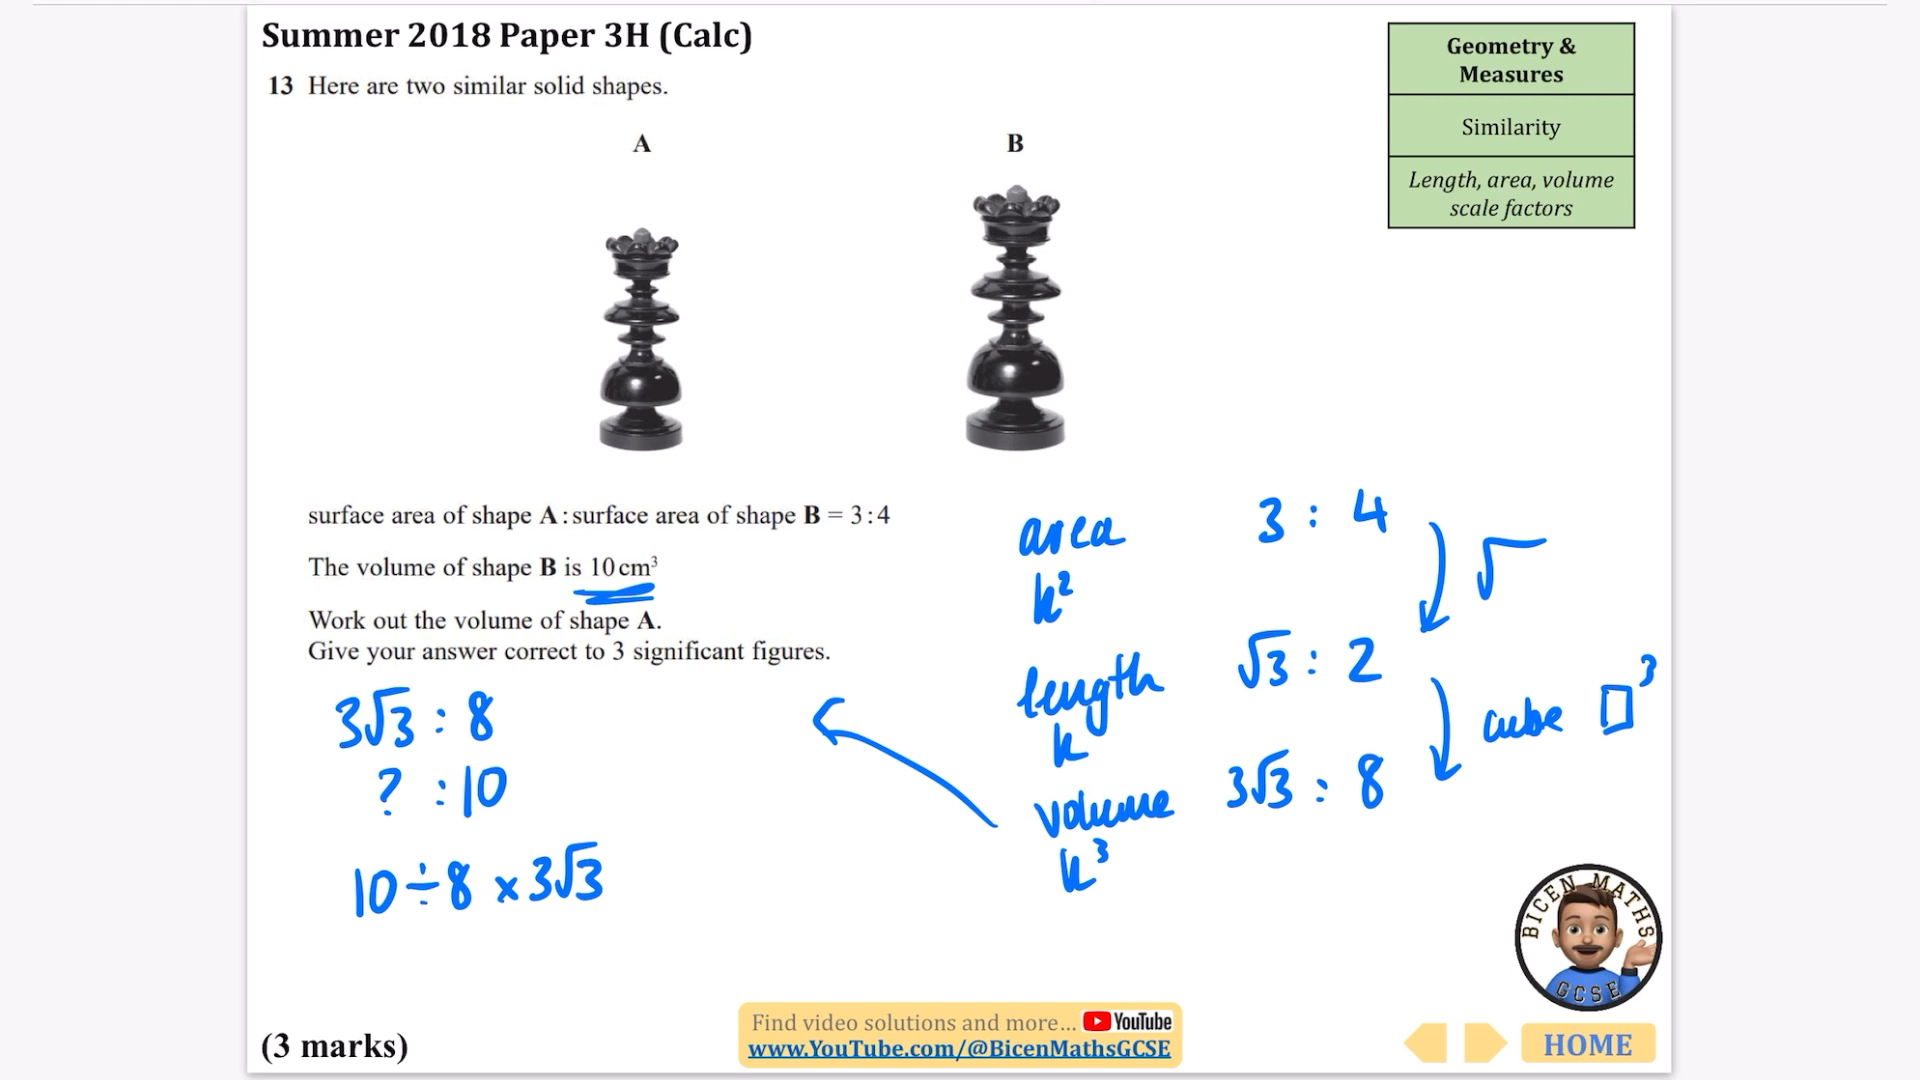 Summer 2018 Paper 3H (Calc)
Geometry &
Measures
Similarity
Length, area, volume
scale factors
13 Here are two similar solid shapes.
A
B
surface area of shape A : surface area of shape B = 3 : 4
The volume of shape B is 10 cm³
Work out the volume of shape A.
Give your answer correct to 3 significant figures.
3√3 : 8
? : 10
10 ÷ 8 × 3√3
area 3 : 4
k²
√
length √3 : 2
k
cube □³
volume 3√3 : 8
k³
BICEN MATHS
GCSE
(3 marks)
Find video solutions and more... YouTube
www.YouTube.com/@BicenMathsGCSE
HOME